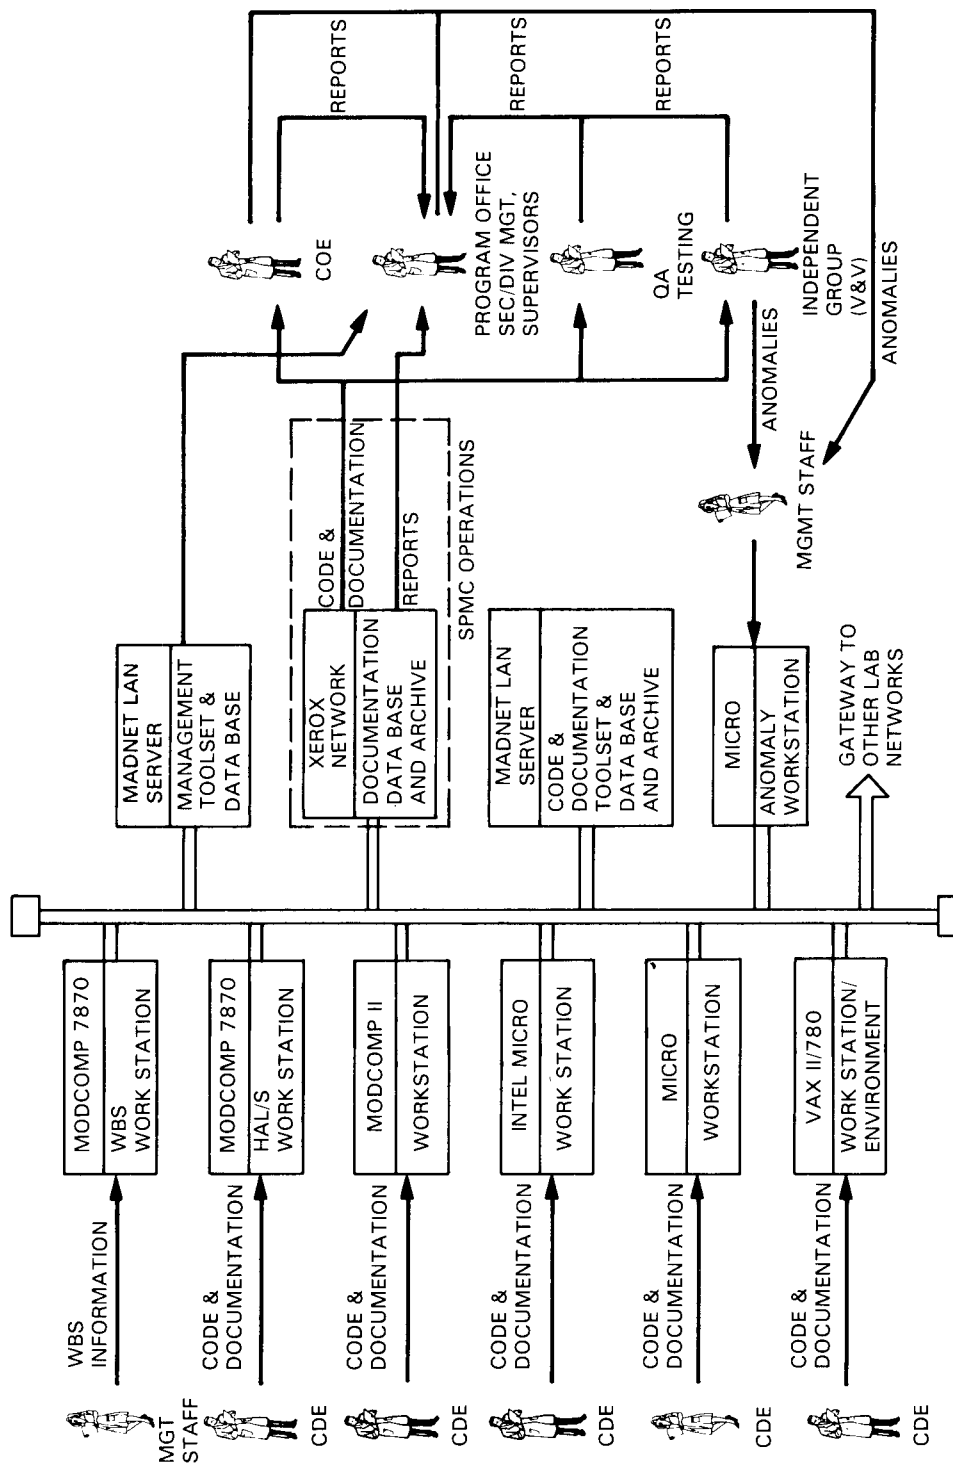 WBS
INFORMATION
MGT
STAFF
MODCOMP 7870
WBS
WORK STATION
CODE &
DOCUMENTATION
CDE
MODCOMP 7870
HAL/S
WORK STATION
CODE &
DOCUMENTATION
CDE
MODCOMP II
WORKSTATION
CODE &
DOCUMENTATION
CDE
INTEL MICRO
WORK STATION
CODE &
DOCUMENTATION
CDE
MICRO
WORKSTATION
CODE &
DOCUMENTATION
CDE
VAX II/780
WORK STATION/
ENVIRONMENT
MADNET LAN
SERVER
MANAGEMENT
TOOLSET &
DATA BASE
XEROX
NETWORK
DOCUMENTATION
DATA BASE
AND ARCHIVE
CODE &
DOCUMENTATION
REPORTS
SPMC OPERATIONS
MADNET LAN
SERVER
CODE &
DOCUMENTATION
TOOLSET &
DATA BASE
AND ARCHIVE
MICRO
ANOMALY
WORKSTATION
GATEWAY TO
OTHER LAB
NETWORKS
MGMT STAFF
ANOMALIES
ANOMALIES
COE
PROGRAM OFFICE
SEC/DIV MGT,
SUPERVISORS
QA
TESTING
INDEPENDENT
GROUP
(V&V)
REPORTS
REPORTS
REPORTS